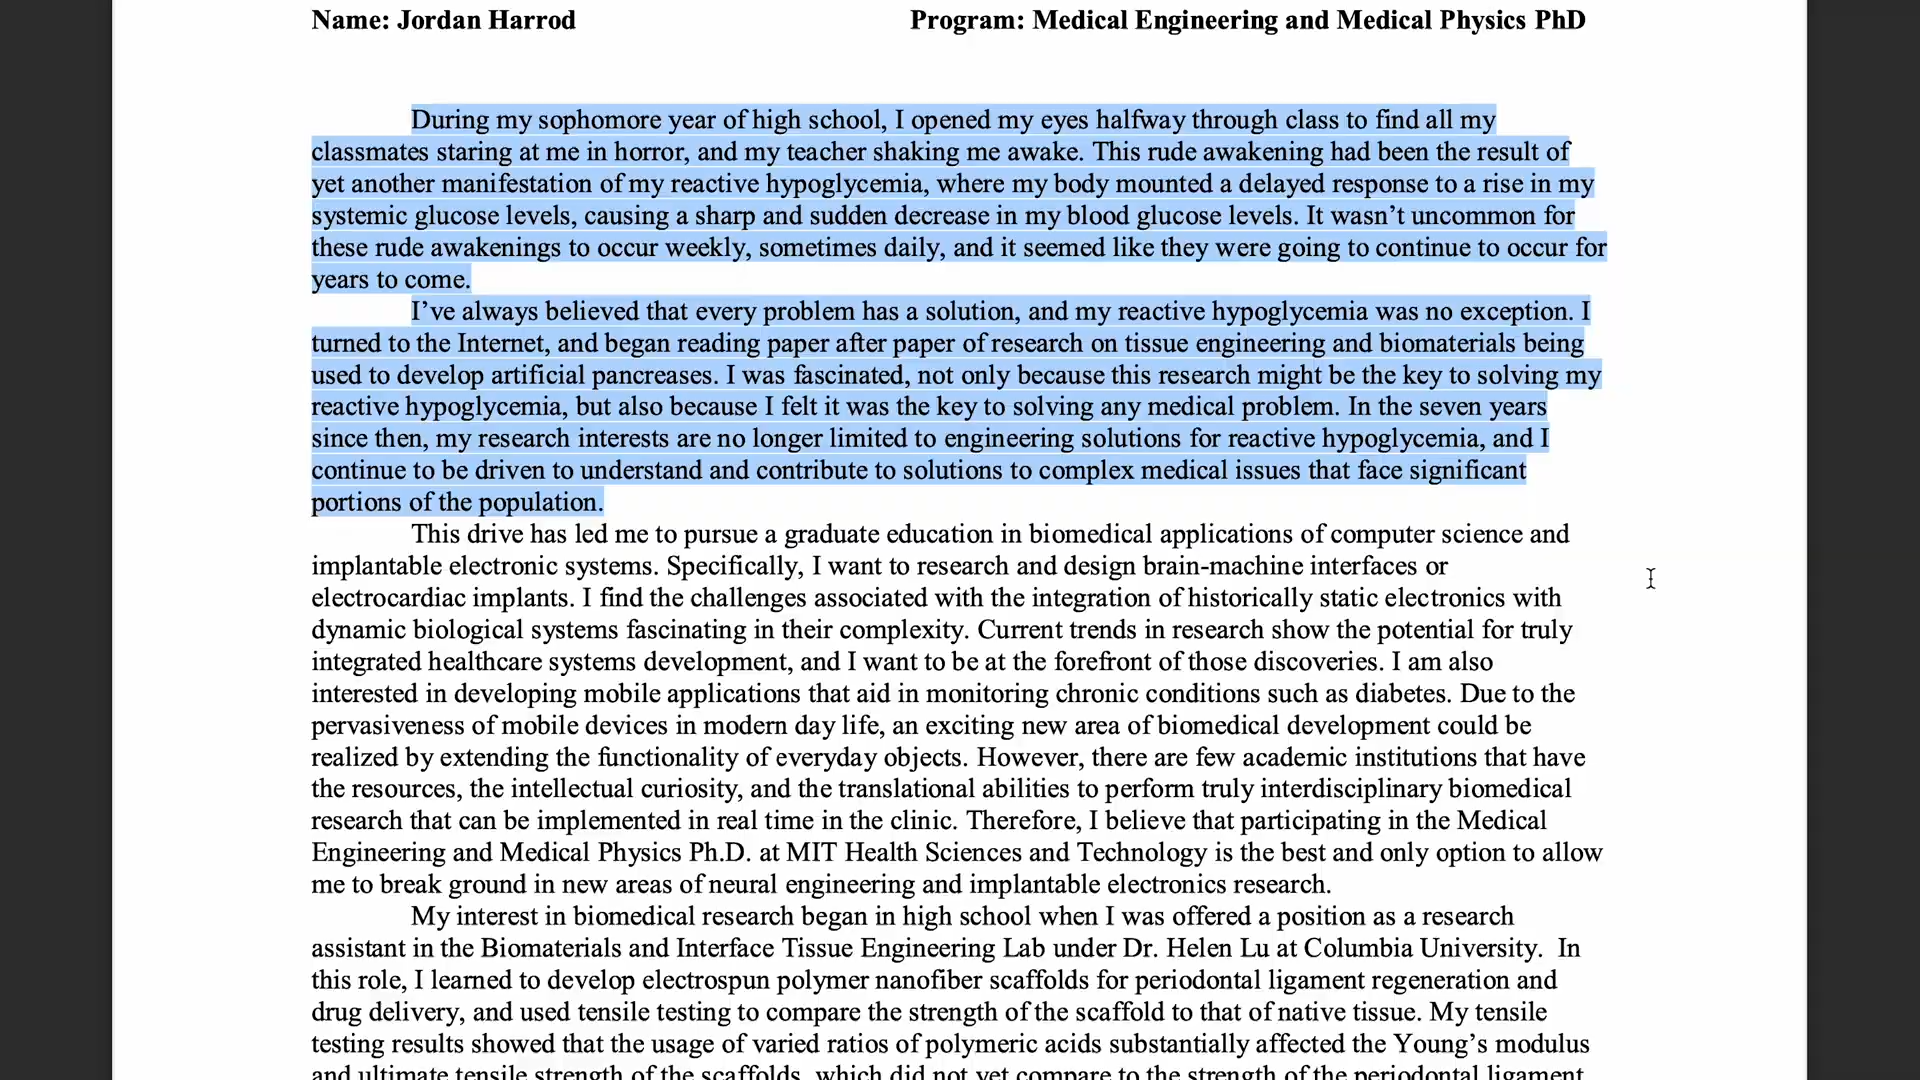 Name: Jordan Harrod Program: Medical Engineering and Medical Physics PhD
During my sophomore year of high school, I opened my eyes halfway through class to find all my
classmates staring at me in horror, and my teacher shaking me awake. This rude awakening had been the result of
yet another manifestation of my reactive hypoglycemia, where my body mounted a delayed response to a rise in my
systemic glucose levels, causing a sharp and sudden decrease in my blood glucose levels. It wasn’t uncommon for
these rude awakenings to occur weekly, sometimes daily, and it seemed like they were going to continue to occur for
years to come.
I’ve always believed that every problem has a solution, and my reactive hypoglycemia was no exception. I
turned to the Internet, and began reading paper after paper of research on tissue engineering and biomaterials being
used to develop artificial pancreases. I was fascinated, not only because this research might be the key to solving my
reactive hypoglycemia, but also because I felt it was the key to solving any medical problem. In the seven years
since then, my research interests are no longer limited to engineering solutions for reactive hypoglycemia, and I
continue to be driven to understand and contribute to solutions to complex medical issues that face significant
portions of the population.
This drive has led me to pursue a graduate education in biomedical applications of computer science and
implantable electronic systems. Specifically, I want to research and design brain-machine interfaces or
electrocardiac implants. I find the challenges associated with the integration of historically static electronics with
dynamic biological systems fascinating in their complexity. Current trends in research show the potential for truly
integrated healthcare systems development, and I want to be at the forefront of those discoveries. I am also
interested in developing mobile applications that aid in monitoring chronic conditions such as diabetes. Due to the
pervasiveness of mobile devices in modern day life, an exciting new area of biomedical development could be
realized by extending the functionality of everyday objects. However, there are few academic institutions that have
the resources, the intellectual curiosity, and the translational abilities to perform truly interdisciplinary biomedical
research that can be implemented in real time in the clinic. Therefore, I believe that participating in the Medical
Engineering and Medical Physics Ph.D. at MIT Health Sciences and Technology is the best and only option to allow
me to break ground in new areas of neural engineering and implantable electronics research.
My interest in biomedical research began in high school when I was offered a position as a research
assistant in the Biomaterials and Interface Tissue Engineering Lab under Dr. Helen Lu at Columbia University. In
this role, I learned to develop electrospun polymer nanofiber scaffolds for periodontal ligament regeneration and
drug delivery, and used tensile testing to compare the strength of the scaffold to that of native tissue. My tensile
testing results showed that the usage of varied ratios of polymeric acids substantially affected the Young’s modulus
and ultimate tensile strength of the scaffolds, which did not yet compare to the strength of the periodontal ligament